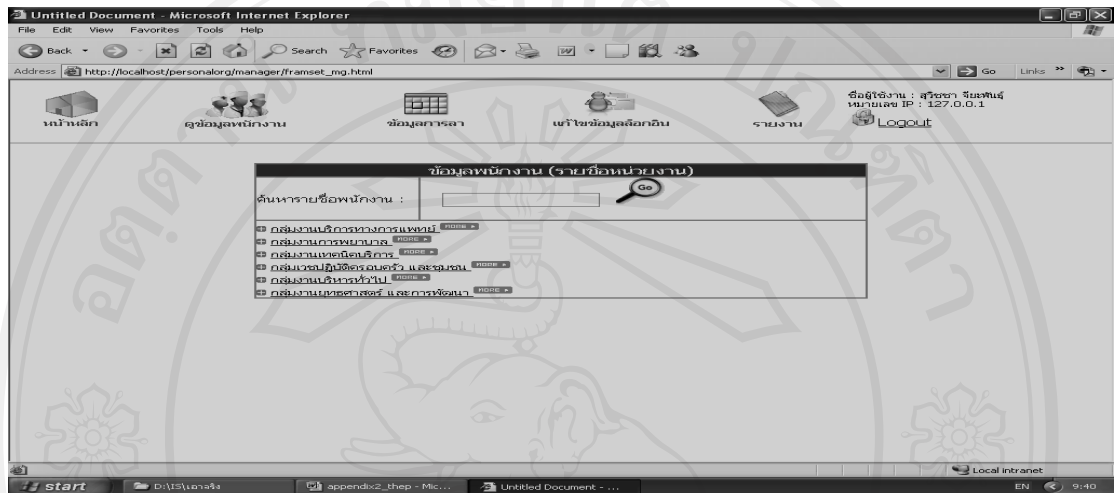 Untitled Document - Microsoft Internet Explorer
File Edit View Favorites Tools Help
Back Search Favorites
Address http://localhost/personalorg/manager/framset_mg.html Go Links
หน้าหลัก ดูข้อมูลพนักงาน ข้อมูลการลา แก้ไขข้อมูลล็อกอิน รายงาน
ชื่อผู้ใช้งาน : สุวิชชา
หมายเลข IP : 127.0.0.1
Logout
ข้อมูลพนักงาน (รายชื่อหน่วยงาน)
ค้นหารายชื่อพนักงาน : Go
กลุ่มงานบริการทางการแพทย์ MORE
กลุ่มงานการพยาบาล MORE
กลุ่มงานเทคนิคบริการ MORE
กลุ่มเวชปฏิบัติครอบครัว และชุมชน MORE
กลุ่มงานบริหารทั่วไป MORE
กลุ่มงานยุทธศาสตร์ และการพัฒนา MORE
Local intranet
start D:\IS\เอาจริง appendix2_thep - Mic... Untitled Document - ... EN 9:40